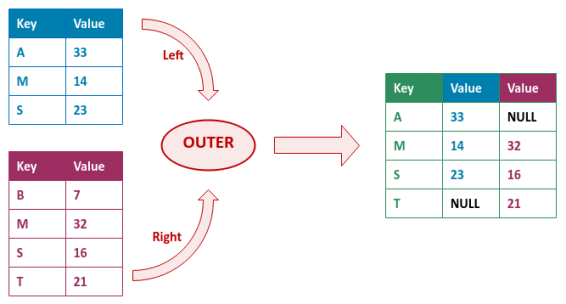 Key Value
A 33
M 14
S 23
Left
OUTER
Key Value
B 7
M 32
S 16
T 21
Right
Key Value Value
A 33 NULL
M 14 32
S 23 16
T NULL 21